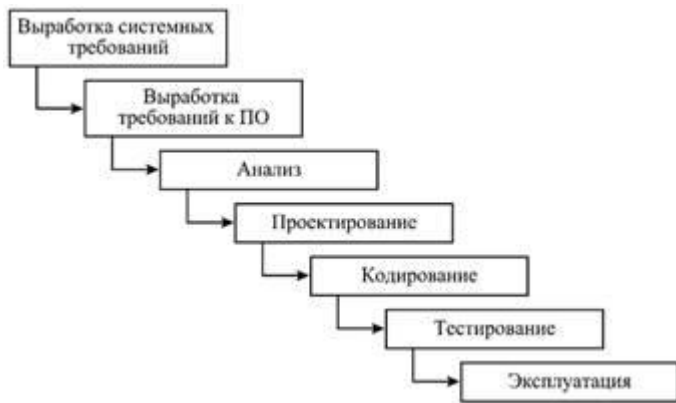 Выработка системных
требований
Выработка
требований к ПО
Анализ
Проектирование
Кодирование
Тестирование
Эксплуатация